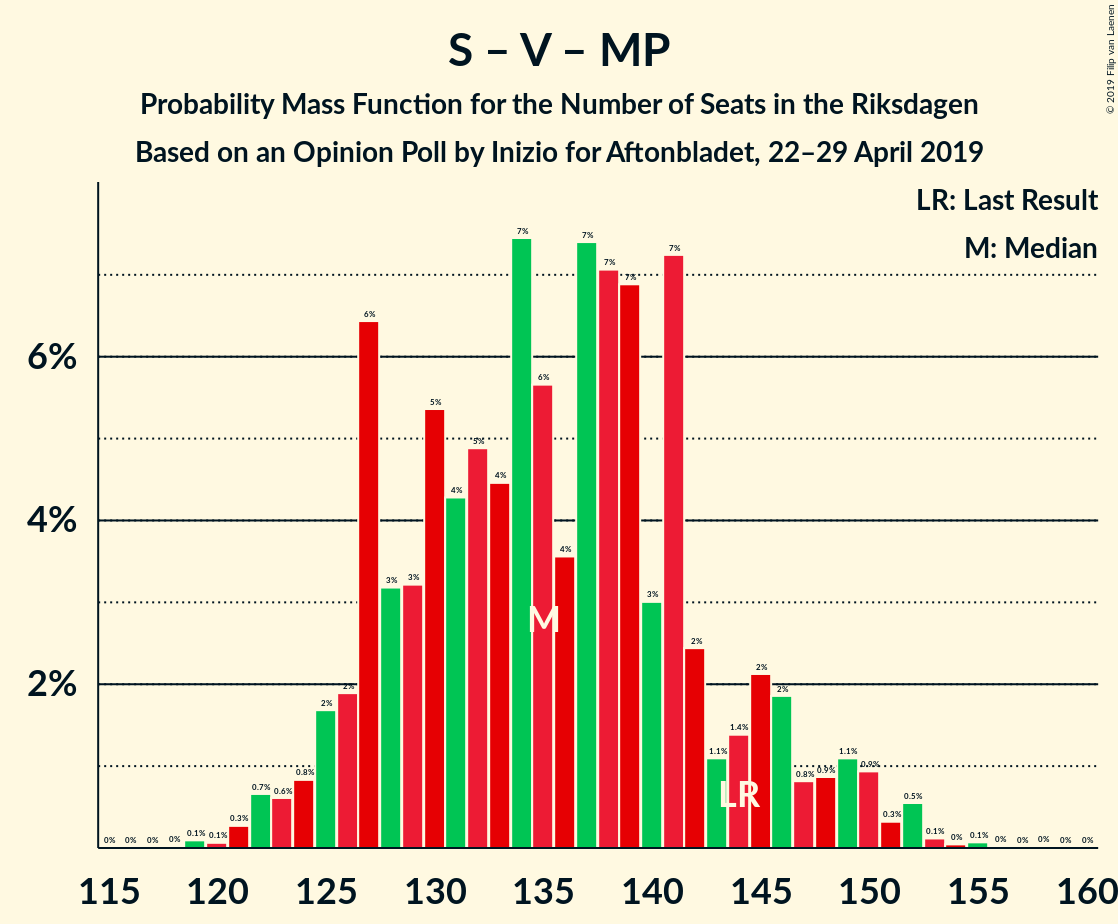 S – V – MP
Probability Mass Function for the Number of Seats in the Riksdagen
Based on an Opinion Poll by Inizio for Aftonbladet, 22–29 April 2019
© 2019 Filip van Laenen
LR: Last Result
M: Median
6%
4%
2%
0% 0% 0% 0% 0.1% 0.1% 0.3% 0.7% 0.6% 0.8% 2% 2% 6% 3% 3% 5% 4% 5% 4% 7% 6% 4% 7% 7% 7% 3% 7% 2% 1.1% 1.4% 2% 2% 0.8% 0.9% 1.1% 0.9% 0.3% 0.5% 0.1% 0% 0.1% 0% 0% 0% 0% 0%
M
LR
115 120 125 130 135 140 145 150 155 160